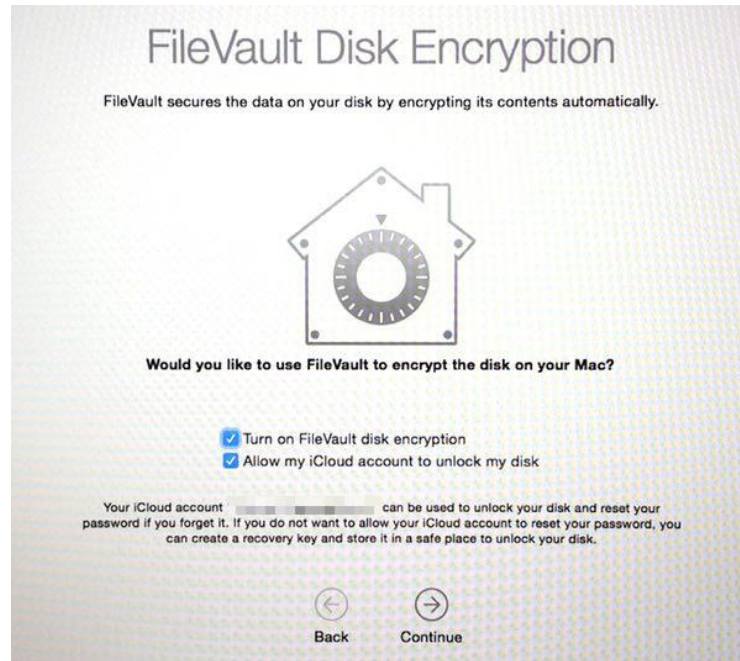 FileVault Disk Encryption
FileVault secures the data on your disk by encrypting its contents automatically.
Would you like to use FileVault to encrypt the disk on your Mac?
Turn on FileVault disk encryption
Allow my iCloud account to unlock my disk
Your iCloud account can be used to unlock your disk and reset your
password if you forget it. If you do not want to allow your iCloud account to reset your password, you
can create a recovery key and store it in a safe place to unlock your disk.
Back Continue